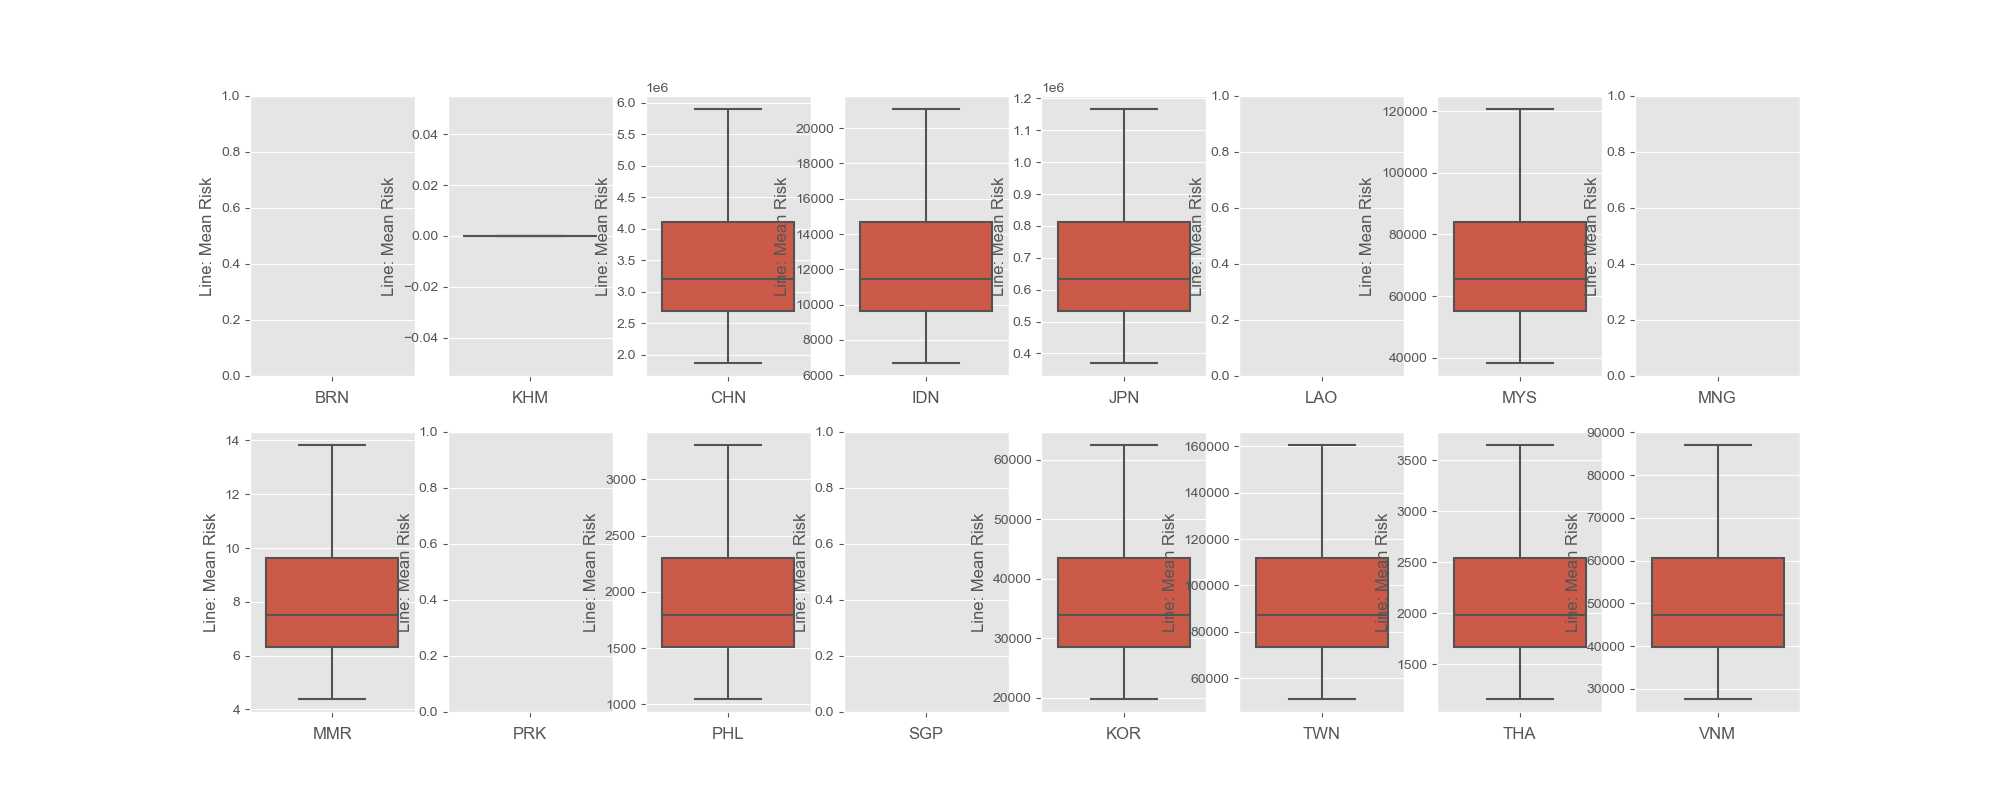 1e6
1e6
1.0
0.8
0.6
0.4
0.2
0.0
Line: Mean Risk
BRN
0.04
0.02
0.00
−0.02
−0.04
Line: Mean Risk
KHM
6.0
5.5
5.0
4.5
4.0
3.5
3.0
2.5
2.0
Line: Mean Risk
CHN
20000
18000
16000
14000
12000
10000
8000
6000
Line: Mean Risk
IDN
1.2
1.1
1.0
0.9
0.8
0.7
0.6
0.5
0.4
Line: Mean Risk
JPN
1.0
0.8
0.6
0.4
0.2
0.0
Line: Mean Risk
LAO
120000
100000
80000
60000
40000
Line: Mean Risk
MYS
1.0
0.8
0.6
0.4
0.2
0.0
Line: Mean Risk
MNG
14
12
10
8
6
4
Line: Mean Risk
MMR
1.0
0.8
0.6
0.4
0.2
0.0
Line: Mean Risk
PRK
3000
2500
2000
1500
1000
Line: Mean Risk
PHL
1.0
0.8
0.6
0.4
0.2
0.0
Line: Mean Risk
SGP
60000
50000
40000
30000
20000
Line: Mean Risk
KOR
160000
140000
120000
100000
80000
60000
Line: Mean Risk
TWN
3500
3000
2500
2000
1500
Line: Mean Risk
THA
90000
80000
70000
60000
50000
40000
30000
Line: Mean Risk
VNM